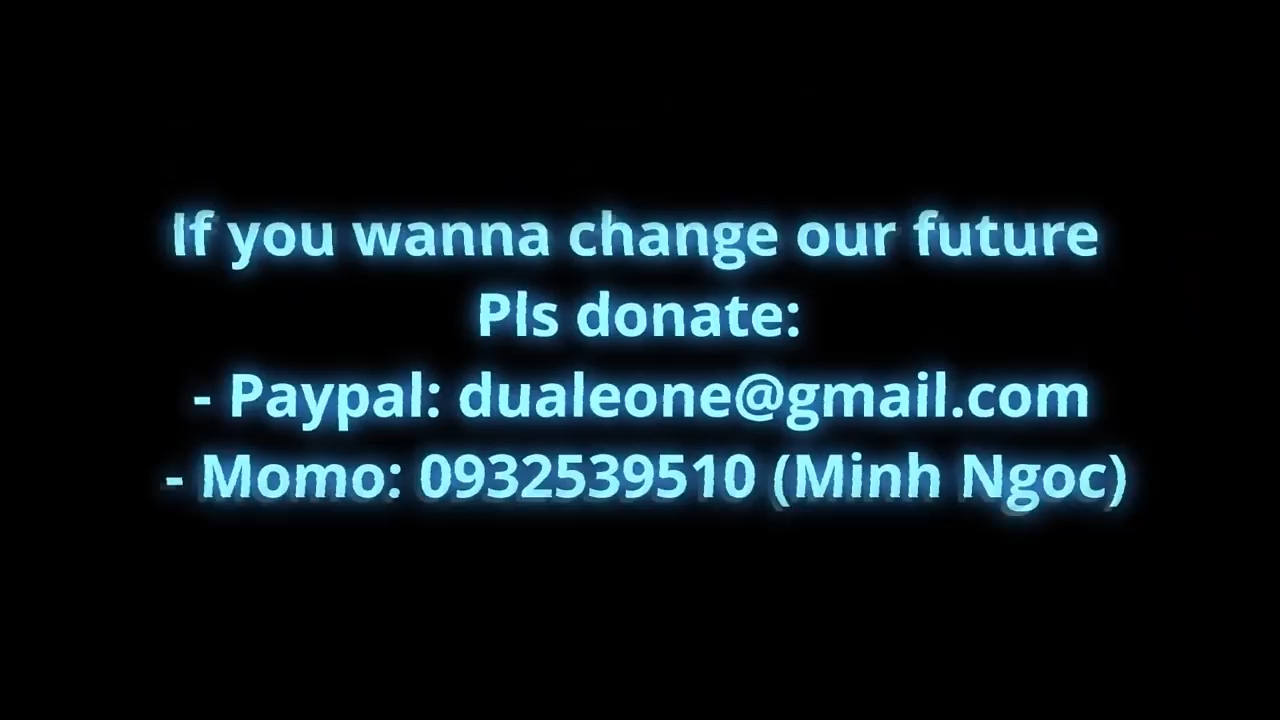 If you wanna change our future
Pls donate:
- Paypal: dualeone@gmail.com
- Momo: 0932539510 (Minh Ngoc)